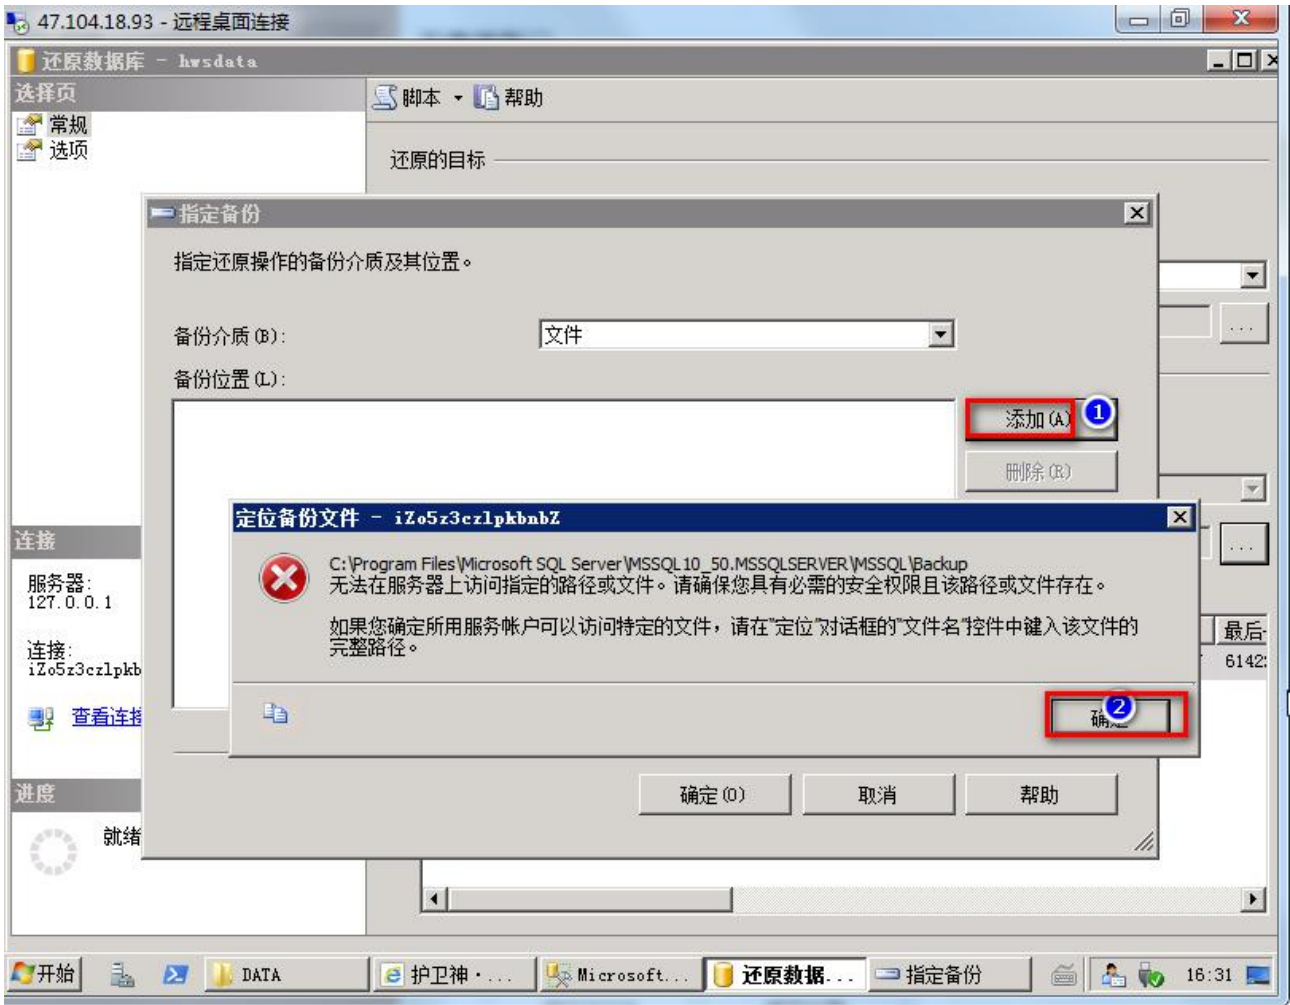 47.104.18.93 - 远程桌面连接
还原数据库 - hwsdata
选择页
常规
选项
脚本
帮助
还原的目标
指定备份
指定还原操作的备份介质及其位置。
备份介质(B):
文件
备份位置(L):
添加(A)
1
删除(R)
定位备份文件 - iZo5z3czlpkbnbZ
C:\Program Files\Microsoft SQL Server\MSSQL10_50.MSSQLSERVER\MSSQL\Backup
无法在服务器上访问指定的路径或文件。请确保您具有必需的安全权限且该路径或文件存在。
如果您确定所用服务帐户可以访问特定的文件，请在"定位"对话框的"文件名"控件中键入该文件的
完整路径。
2
确定(O)
取消
帮助
...
...
连接
服务器:
127.0.0.1
连接:
iZo5z3czlpkb
查看连接
进度
就绪
最后
6142
开始
DATA
护卫神·...
Microsoft...
还原数据...
指定备份
16:31